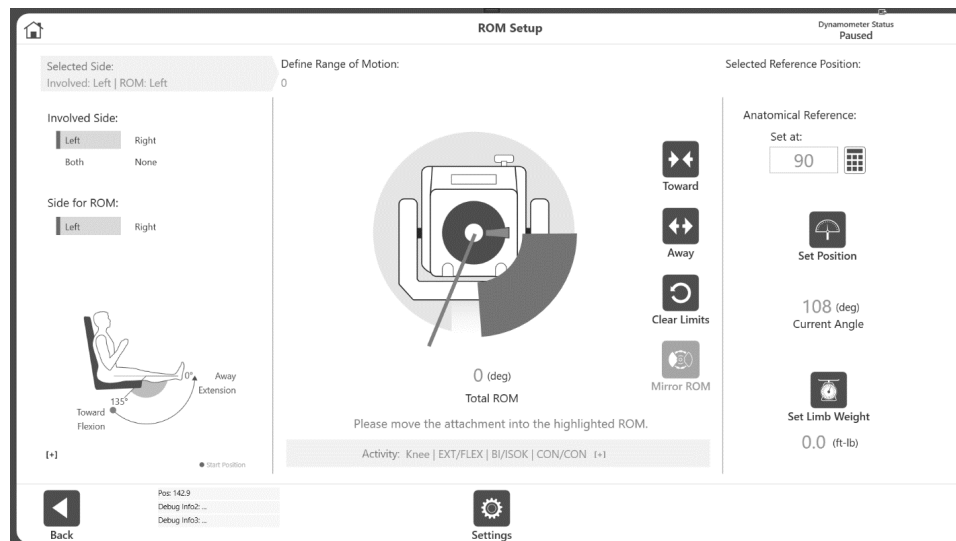 ROM Setup
Dynamometer Status
Paused
Selected Side:
Involved: Left | ROM: Left
Define Range of Motion:
0
Selected Reference Position:
Involved Side:
Left Right
Both None
Side for ROM:
Left Right
0°
Away
Extension
135°
Toward
Flexion
[+]
Start Position
Toward
Away
Clear Limits
Mirror ROM
0 (deg)
Total ROM
Please move the attachment into the highlighted ROM.
Activity: Knee | EXT/FLEX | BI/ISOK | CON/CON [+]
Anatomical Reference:
Set at:
90
Set Position
108 (deg)
Current Angle
Set Limb Weight
0.0 (ft-lb)
Back
Pos: 142.9
Debug Info2: ...
Debug Info3: ...
Settings